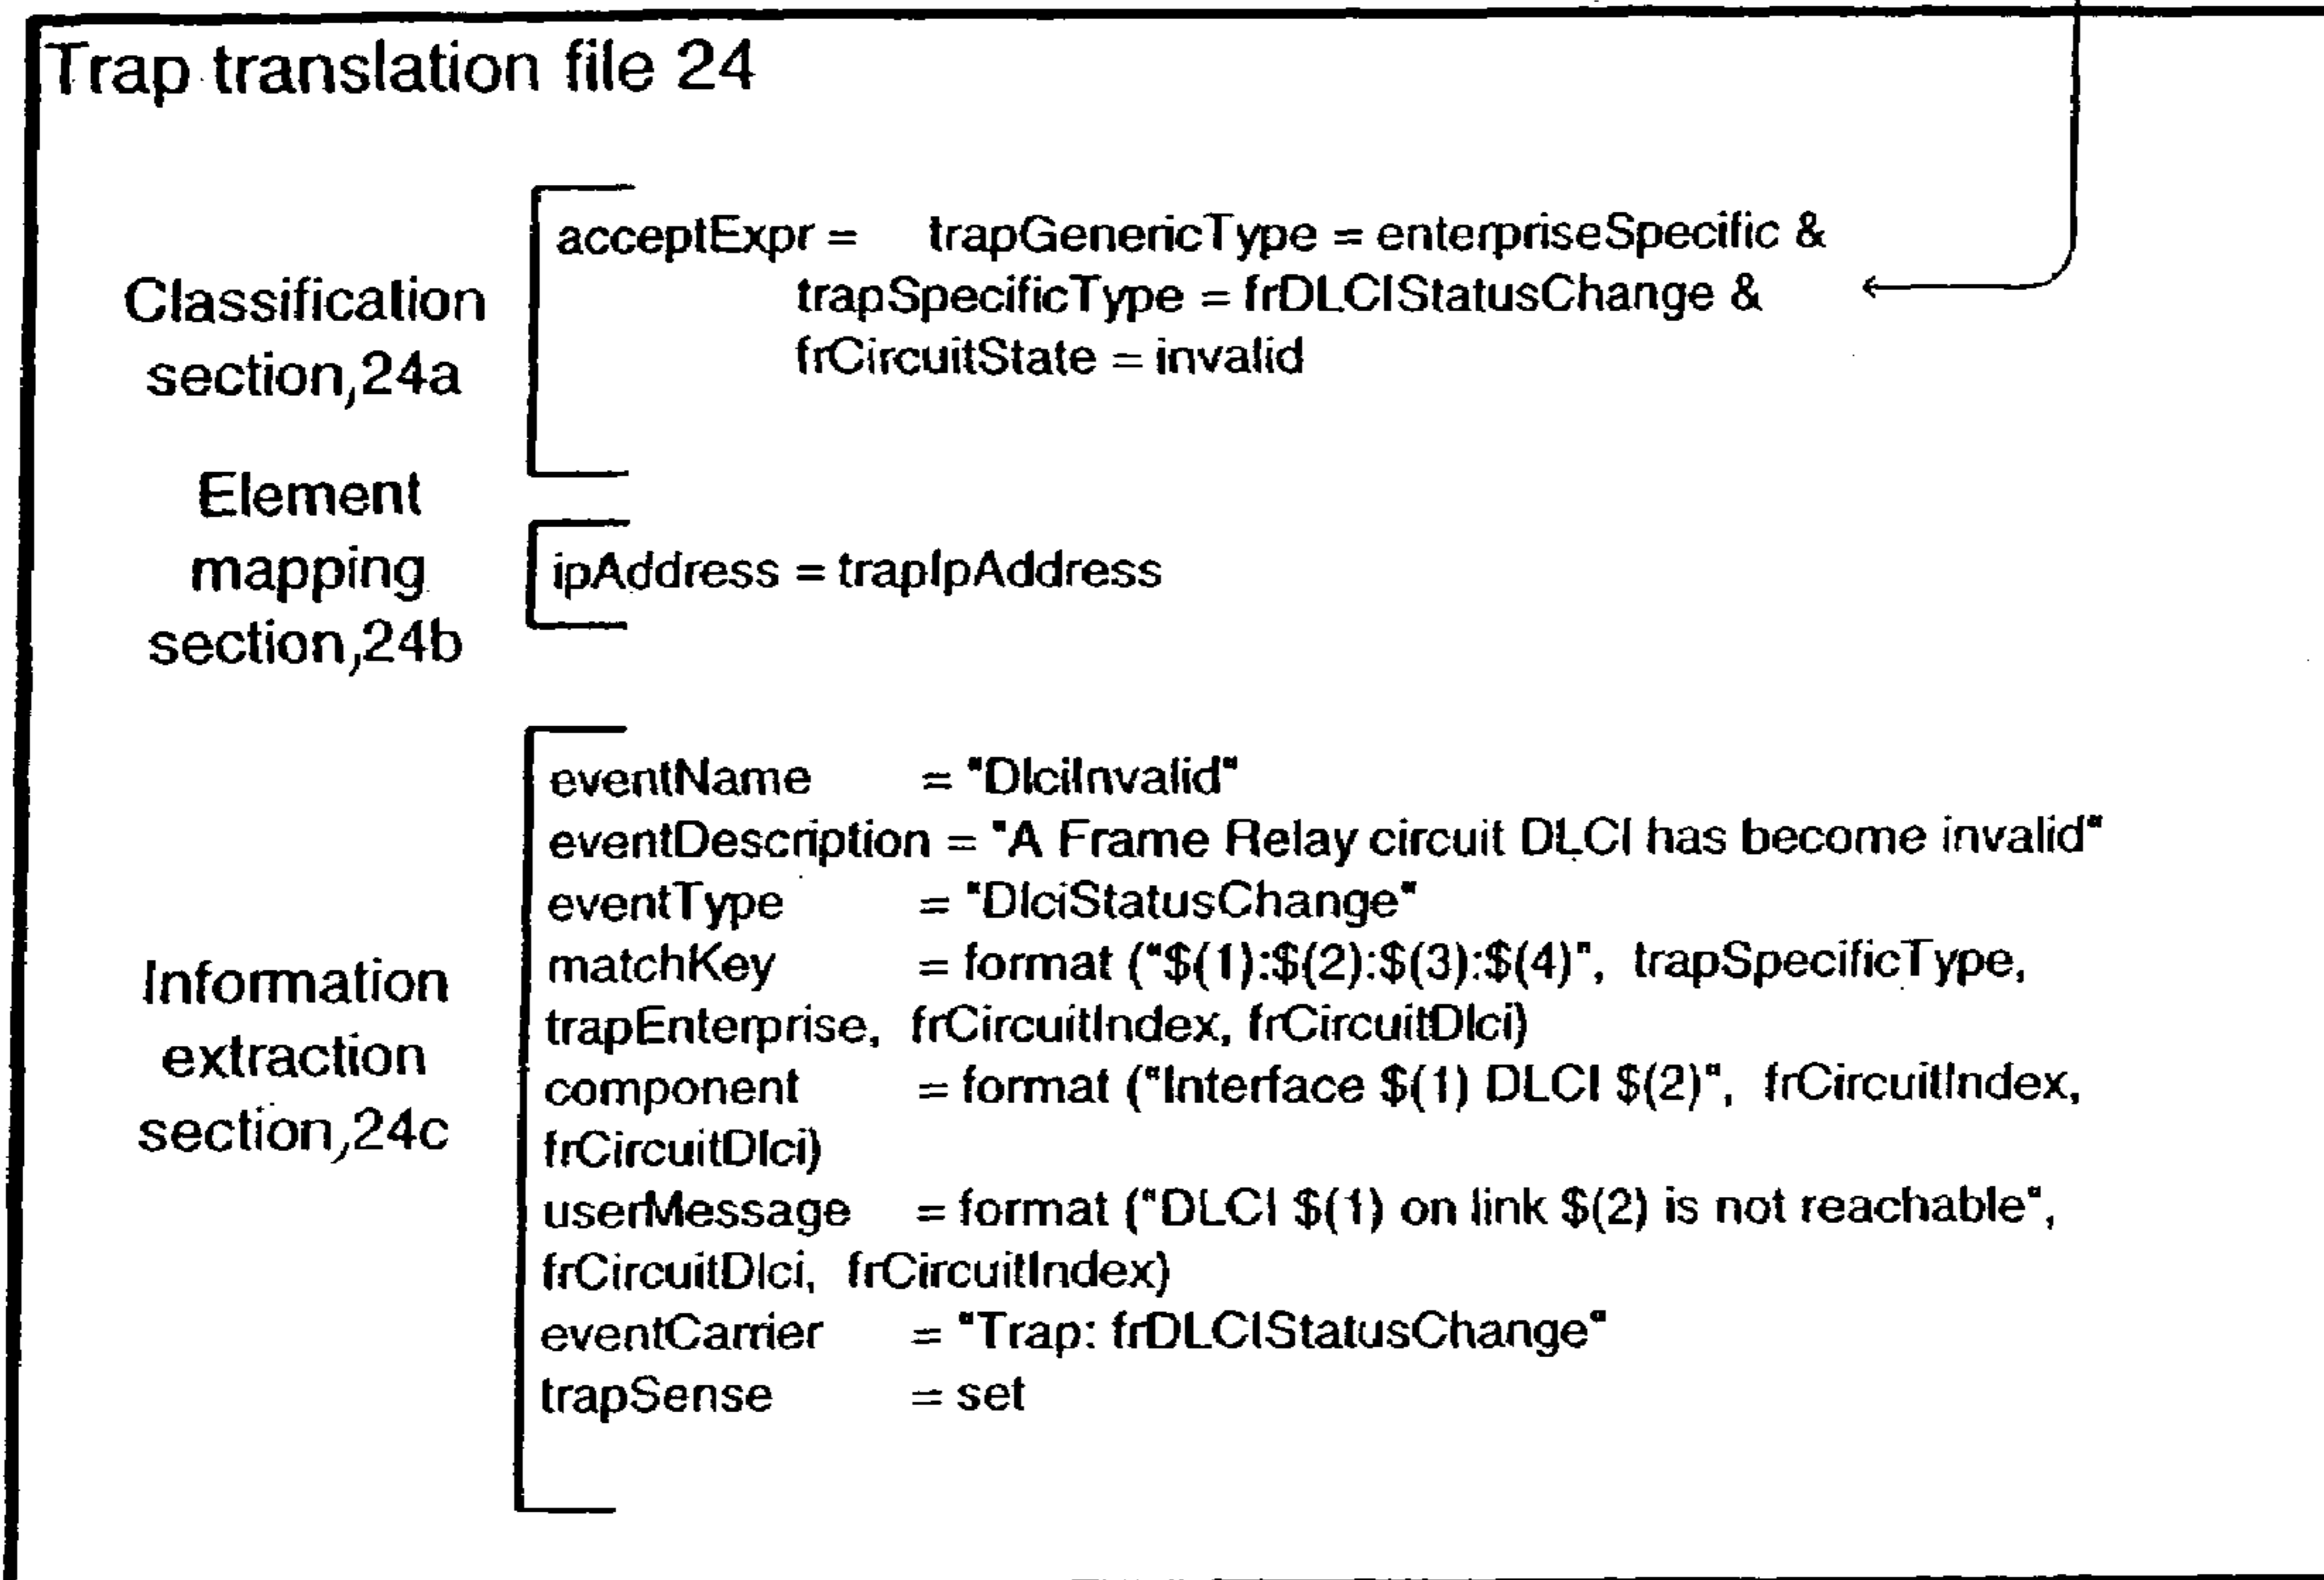 Trap translation file 24
Classification
section,24a
acceptExpr = trapGenericType = enterpriseSpecific &
trapSpecificType = frDLCIStatusChange &
frCircuitState = invalid
Element
mapping
section,24b
ipAddress = trapIpAddress
Information
extraction
section,24c
eventName = "DlciInvalid"
eventDescription = "A Frame Relay circuit DLCI has become invalid"
eventType = "DlciStatusChange"
matchKey = format ("$(1):$(2):$(3):$(4)", trapSpecificType,
trapEnterprise, frCircuitIndex, frCircuitDlci)
component = format ("Interface $(1) DLCI $(2)", frCircuitIndex,
frCircuitDlci)
userMessage = format ("DLCI $(1) on link $(2) is not reachable",
frCircuitDlci, frCircuitIndex)
eventCarrier = "Trap: frDLCIStatusChange"
trapSense = set